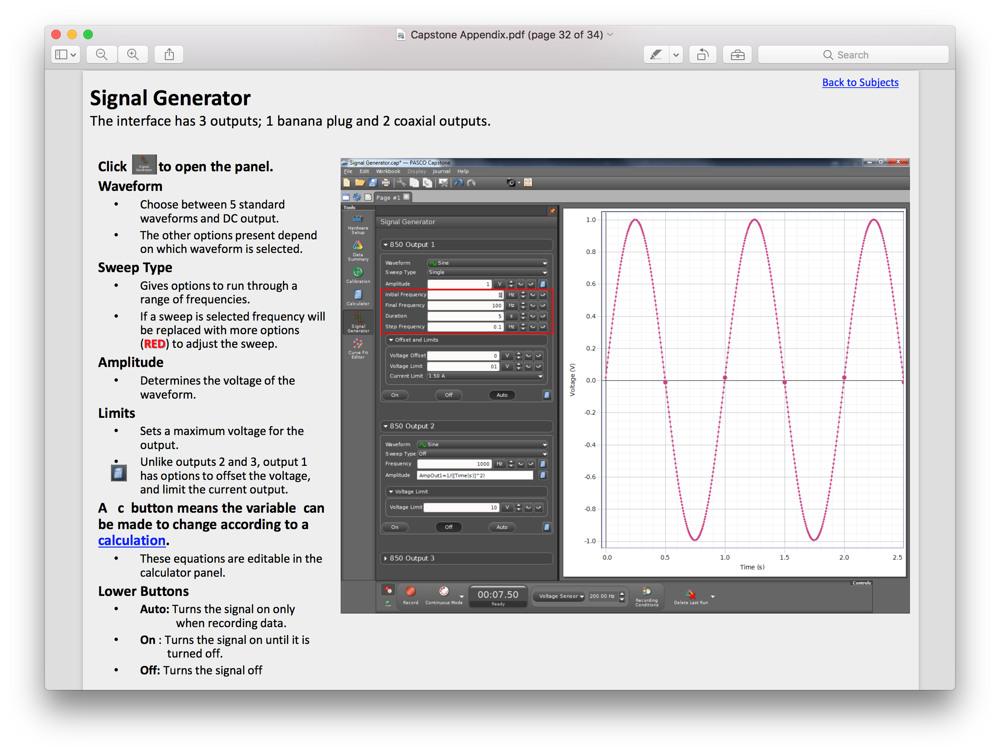 Capstone Appendix.pdf (page 32 of 34)
Search
Back to Subjects
Signal Generator
The interface has 3 outputs; 1 banana plug and 2 coaxial outputs.
Click Signal Generator to open the panel.
Waveform
• Choose between 5 standard
waveforms and DC output.
• The other options present depend
on which waveform is selected.
Sweep Type
• Gives options to run through a
range of frequencies.
• If a sweep is selected frequency will
be replaced with more options
(RED) to adjust the sweep.
Amplitude
• Determines the voltage of the
waveform.
Limits
• Sets a maximum voltage for the
output.
• Unlike outputs 2 and 3, output 1
has options to offset the voltage,
and limit the current output.
A c button means the variable can
be made to change according to a
calculation.
• These equations are editable in the
calculator panel.
Lower Buttons
• Auto: Turns the signal on only
when recording data.
• On : Turns the signal on until it is
turned off.
• Off: Turns the signal off
Signal Generator.cap* — PASCO Capstone
File Edit Workbook Display Journal Help
Page #1
Tools
Hardware
Setup
Data
Summary
Calibration
Calculator
Signal
Generator
Curve Fit
Editor
Signal Generator
850 Output 1
Waveform Sine
Sweep Type Single
Amplitude 1 V
Initial Frequency 1 Hz
Final Frequency 100 Hz
Duration 5 s
Step Frequency 0.1 Hz
Offset and Limits
Voltage Offset 0 V
Voltage Limit 01 V
Current Limit 1.50 A
On Off Auto
850 Output 2
Waveform Sine
Sweep Type Off
Frequency 1000 Hz
Amplitude AmpOut1=1/([Time(s)]^2)
Voltage Limit
Voltage Limit 10 V
On Off Auto
850 Output 3
1.0
0.8
0.6
0.4
0.2
0.0
-0.2
-0.4
-0.6
-0.8
-1.0
Voltage (V)
0.0 0.5 1.0 1.5 2.0 2.5
Time (s)
Controls
Record
Continuous Mode
00:07.50
Ready
Voltage Sensor 200.00 Hz
Recording
Conditions
Delete Last Run